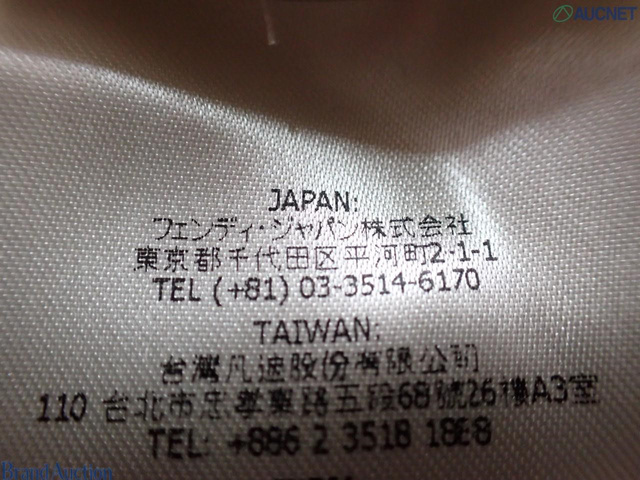 AUCNET
JAPAN:
フェンディ・ジャパン株式会社
東京都千代田区平河町2-1-1
TEL (+81) 03-3514-6170
TAIWAN:
台灣凡迪股份有限公司
110 台北市忠孝東路五段68號26樓A3室
TEL: +886 2 3518 1868
Brand Auction